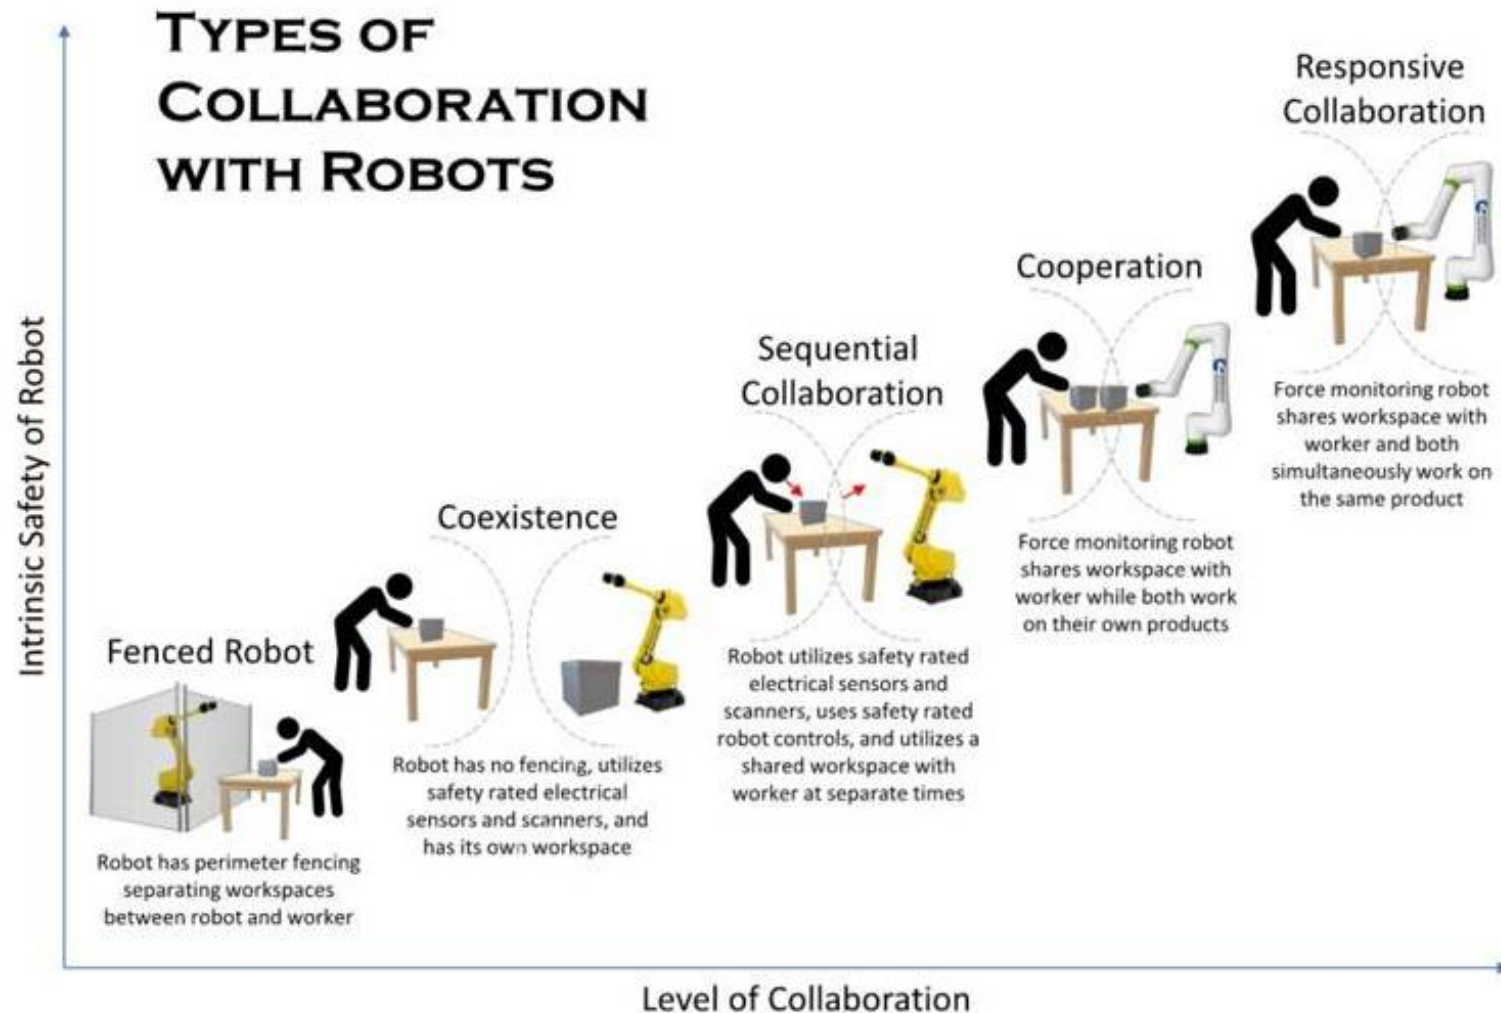 TYPES OF
COLLABORATION
WITH ROBOTS
Intrinsic Safety of Robot
Level of Collaboration
Fenced Robot
Robot has perimeter fencing
separating workspaces
between robot and worker
Coexistence
Robot has no fencing, utilizes
safety rated electrical
sensors and scanners, and
has its own workspace
Sequential
Collaboration
Robot utilizes safety rated
electrical sensors and
scanners, uses safety rated
robot controls, and utilizes a
shared workspace with
worker at separate times
Cooperation
Force monitoring robot
shares workspace with
worker while both work
on their own products
Responsive
Collaboration
Force monitoring robot
shares workspace with
worker and both
simultaneously work on
the same product